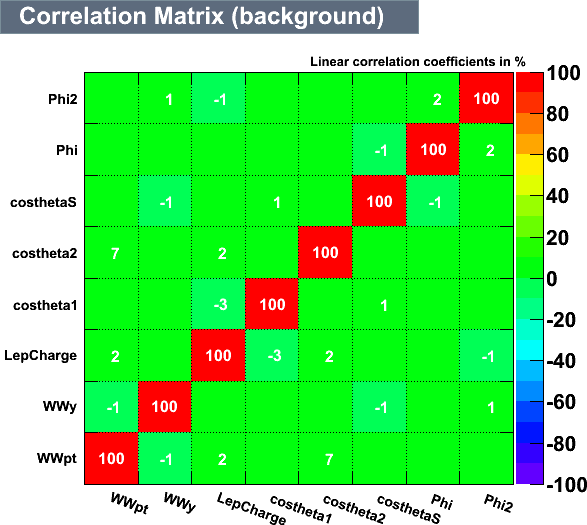 Correlation Matrix (background)
Linear correlation coefficients in %
Phi2 1 -1 2 100
Phi -1 100 2
costhetaS -1 1 100 -1
costheta2 7 2 100
costheta1 -3 100 1
LepCharge 2 100 -3 2 -1
WWy -1 100 -1 1
WWpt 100 -1 2 7
WWpt WWy LepCharge costheta1 costheta2 costhetaS Phi Phi2
100
80
60
40
20
0
-20
-40
-60
-80
-100